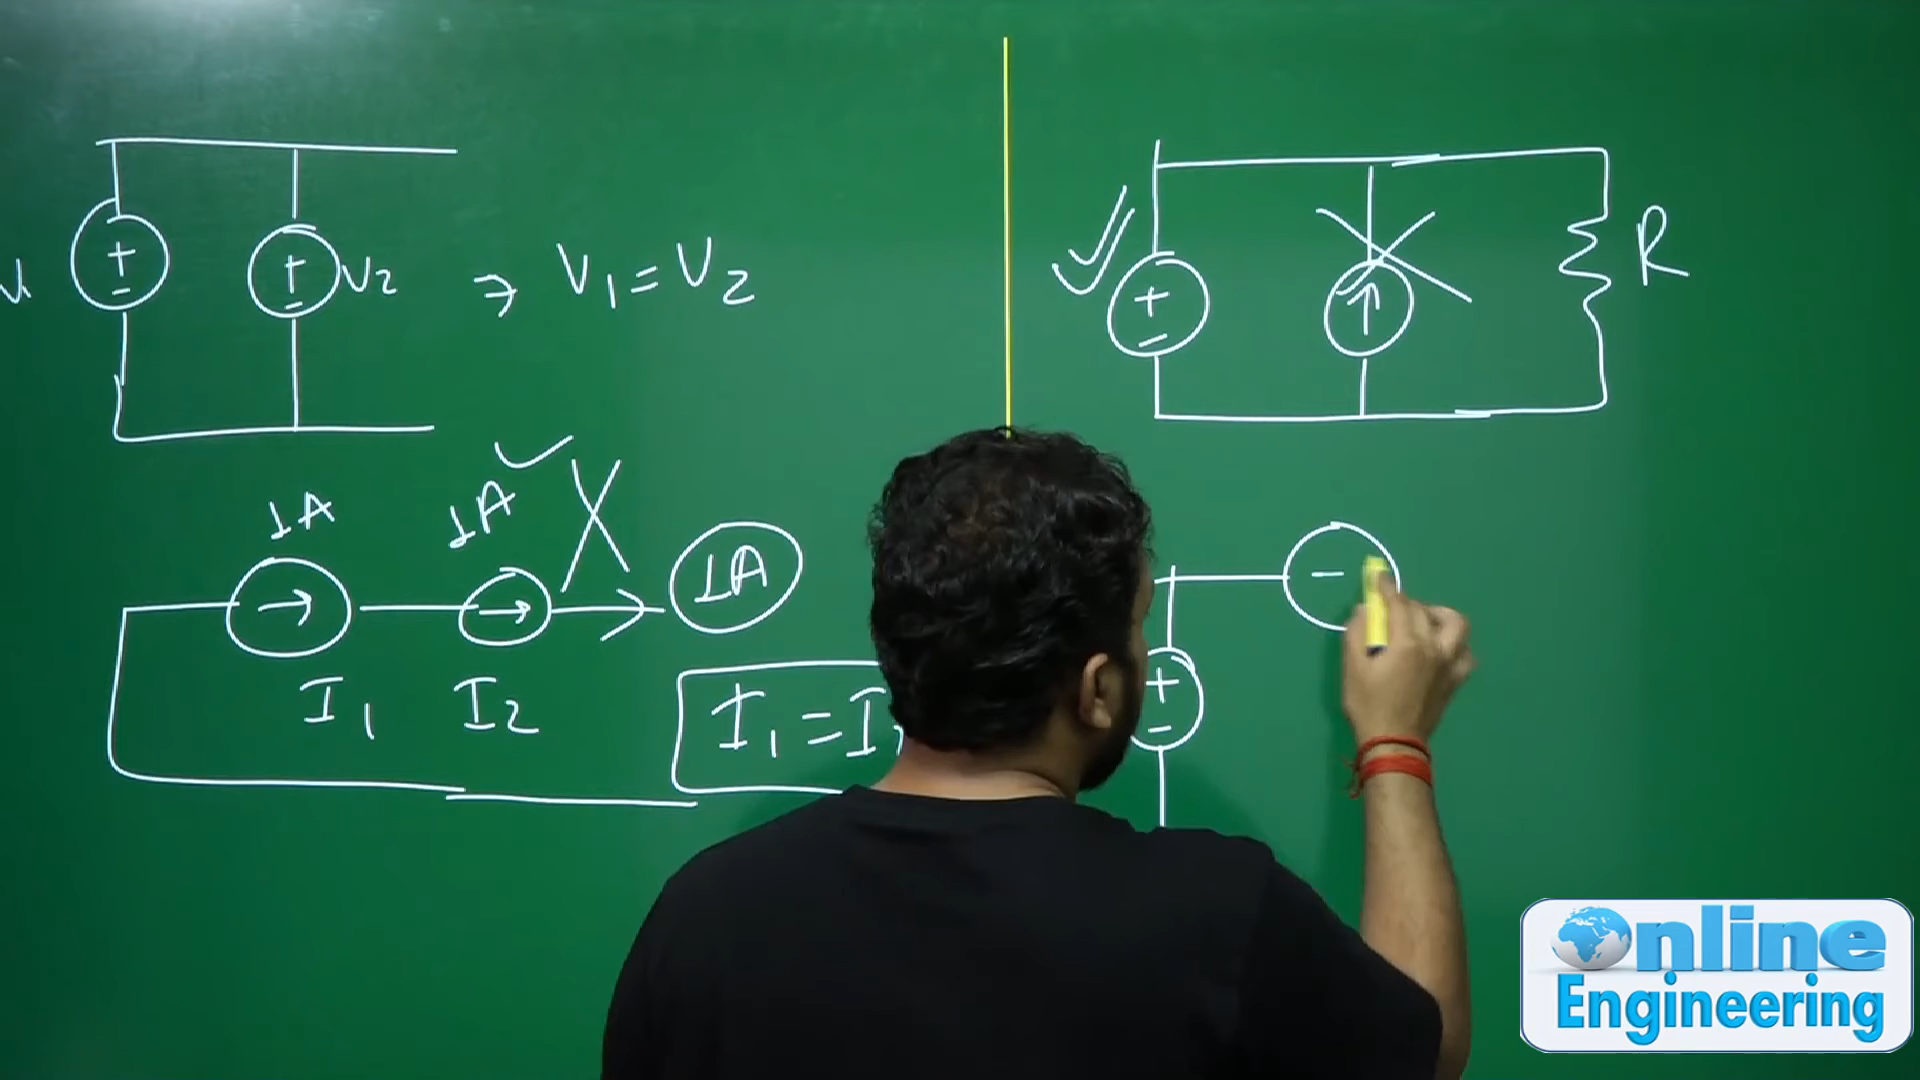 V1
V2
→ V1 = V2
1A
1A
1A
I1
I2
I1 = I
R
Online
Engineering